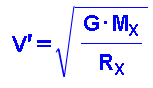 V' = √(G · M_X / R_X)